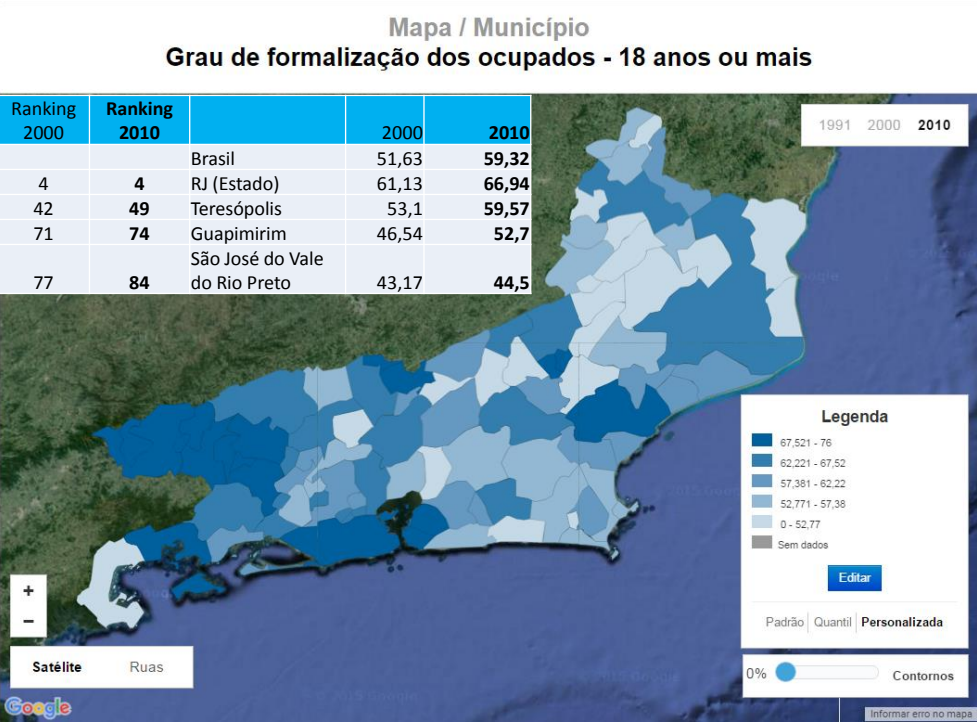 Mapa / Município
Grau de formalização dos ocupados - 18 anos ou mais
Ranking 2000 Ranking 2010 2000 2010
Brasil 51,63 59,32
4 4 RJ (Estado) 61,13 66,94
42 49 Teresópolis 53,1 59,57
71 74 Guapimirim 46,54 52,7
São José do Vale
77 84 do Rio Preto 43,17 44,5
1991 2000 2010
Legenda
67,521 - 76
62,221 - 67,52
57,381 - 62,22
52,771 - 57,38
0 - 52,77
Sem dados
Editar
Padrão Quantil Personalizada
0% Contornos
+
−
Satélite Ruas
Google
Informar erro no mapa